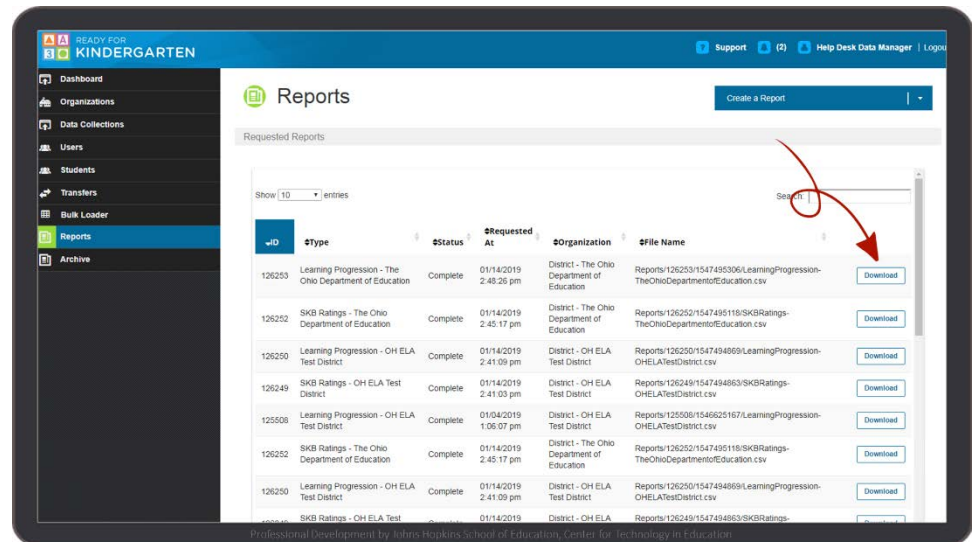 READY FOR
KINDERGARTEN
? Support (2) Help Desk Data Manager | Logou
Dashboard
Organizations
Data Collections
Users
Students
Transfers
Bulk Loader
Reports
Archive
Reports
Create a Report
Requested Reports
Show 10 entries
Search:
ID Type Status Requested At Organization File Name
126253 Learning Progression - The Ohio Department of Education Complete 01/14/2019 2:48:26 pm District - The Ohio Department of Education Reports/126253/1547495306/LearningProgression-TheOhioDepartmentofEducation.csv Download
126252 SKB Ratings - The Ohio Department of Education Complete 01/14/2019 2:45:17 pm District - The Ohio Department of Education Reports/126252/1547495118/SKBRatings-TheOhioDepartmentofEducation.csv Download
126250 Learning Progression - OH ELA Test District Complete 01/14/2019 2:41:09 pm District - OH ELA Test District Reports/126250/1547494869/LearningProgression-OHELATestDistrict.csv Download
126249 SKB Ratings - OH ELA Test District Complete 01/14/2019 2:41:03 pm District - OH ELA Test District Reports/126249/1547494863/SKBRatings-OHELATestDistrict.csv Download
125508 Learning Progression - OH ELA Test District Complete 01/04/2019 1:06:07 pm District - OH ELA Test District Reports/125508/1546625167/LearningProgression-OHELATestDistrict.csv Download
126252 SKB Ratings - The Ohio Department of Education Complete 01/14/2019 2:45:17 pm District - The Ohio Department of Education Reports/126252/1547495118/SKBRatings-TheOhioDepartmentofEducation.csv Download
126250 Learning Progression - OH ELA Test District Complete 01/14/2019 2:41:09 pm District - OH ELA Test District Reports/126250/1547494869/LearningProgression-OHELATestDistrict.csv Download
SKB Ratings - OH ELA Test 01/14/2019 District - OH ELA Reports/126249/1547494863/SKBRatings-
Professional Development by Johns Hopkins School of Education, Center for Technology in Education